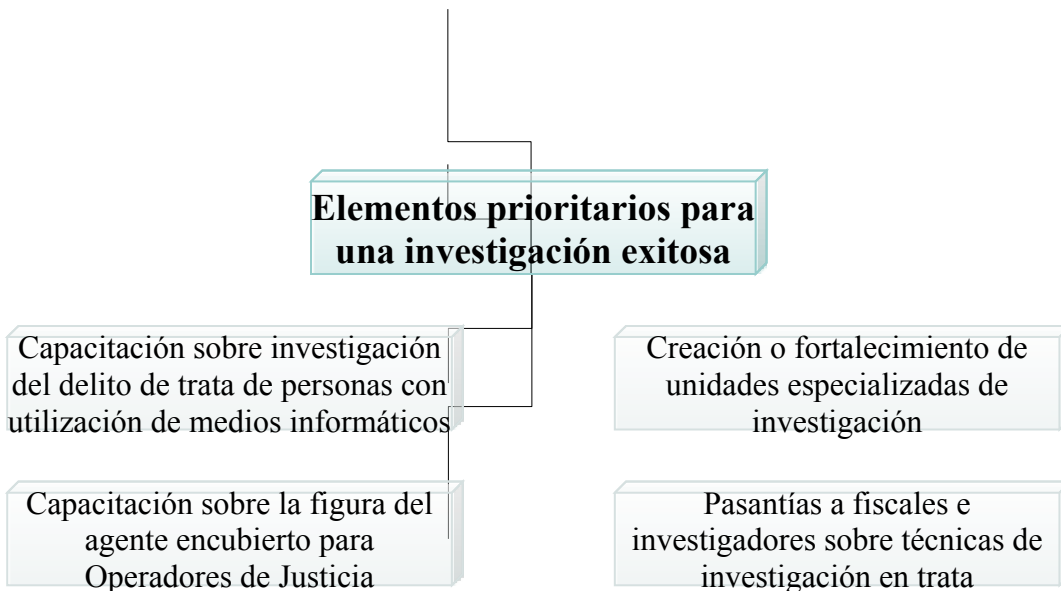 Elementos prioritarios para
una investigación exitosa
Capacitación sobre investigación
del delito de trata de personas con
utilización de medios informáticos
Creación o fortalecimiento de
unidades especializadas de
investigación
Capacitación sobre la figura del
agente encubierto para
Operadores de Justicia
Pasantías a fiscales e
investigadores sobre técnicas de
investigación en trata